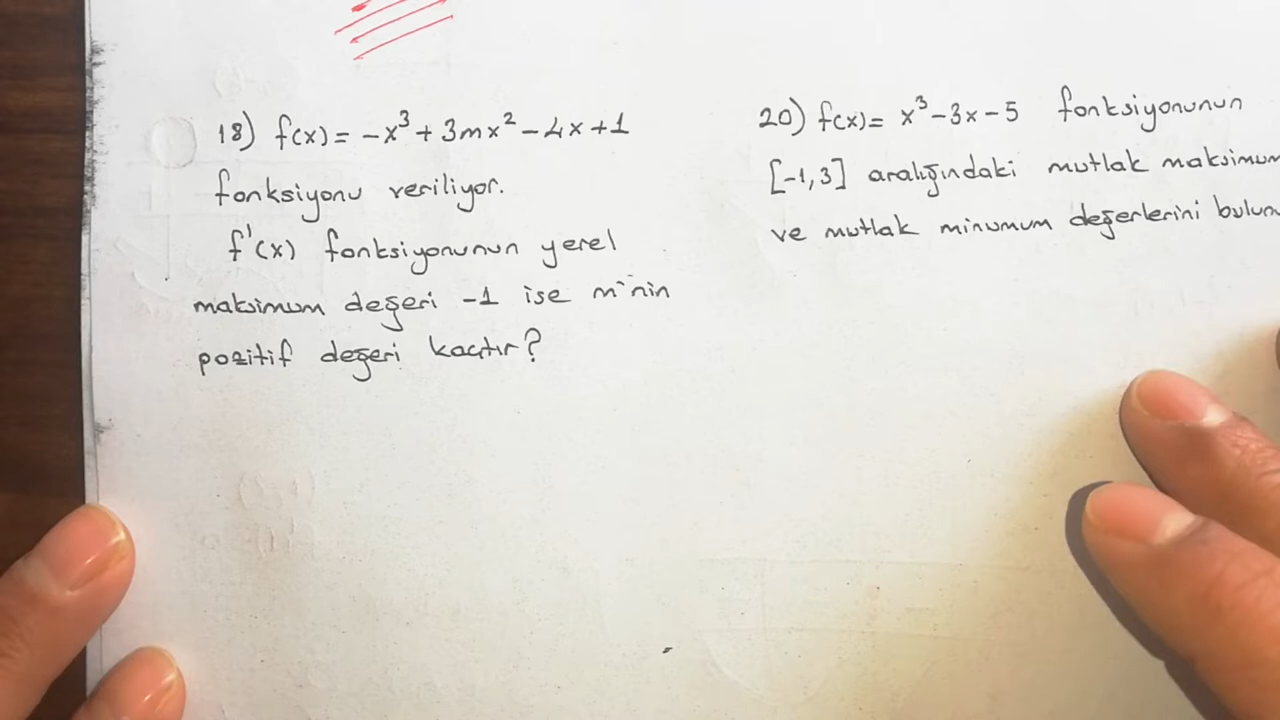 18) f(x) = -x³ + 3mx² - 4x + 1
fonksiyonu veriliyor.
f'(x) fonksiyonunun yerel
maksimum değeri -1 ise m'nin
pozitif değeri kaçtır?
20) f(x) = x³ - 3x - 5 fonksiyonunun
[-1,3] aralığındaki mutlak maksimum
ve mutlak minumum değerlerini